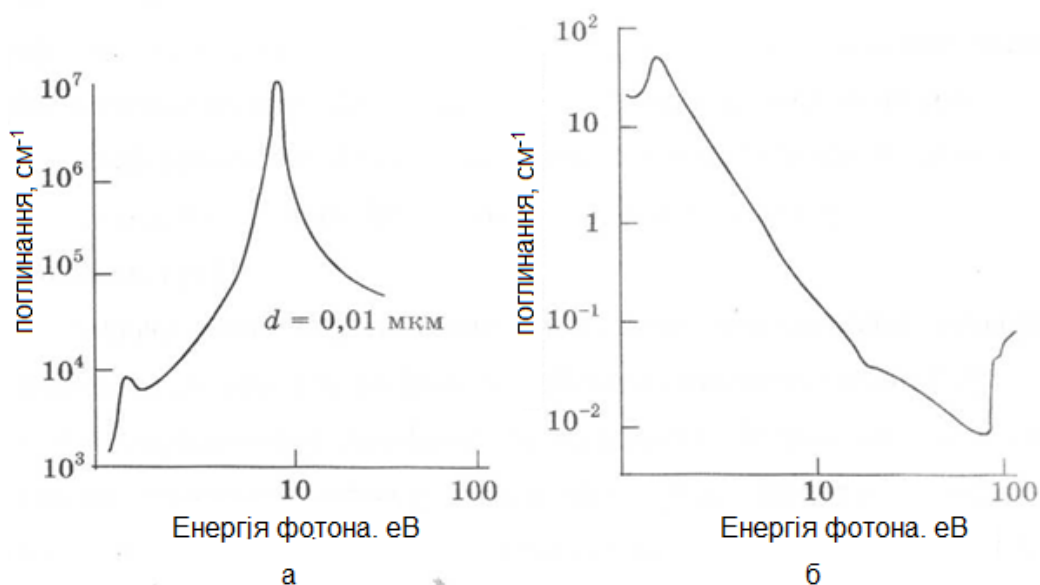 поглинання, см-1
10⁷
10⁶
10⁵
10⁴
10³
d = 0,01 мкм
10
100
Енергія фотона. еВ
а
поглинання, см-1
10²
10
1
10⁻¹
10⁻²
10
100
Енергія фотона. еВ
б